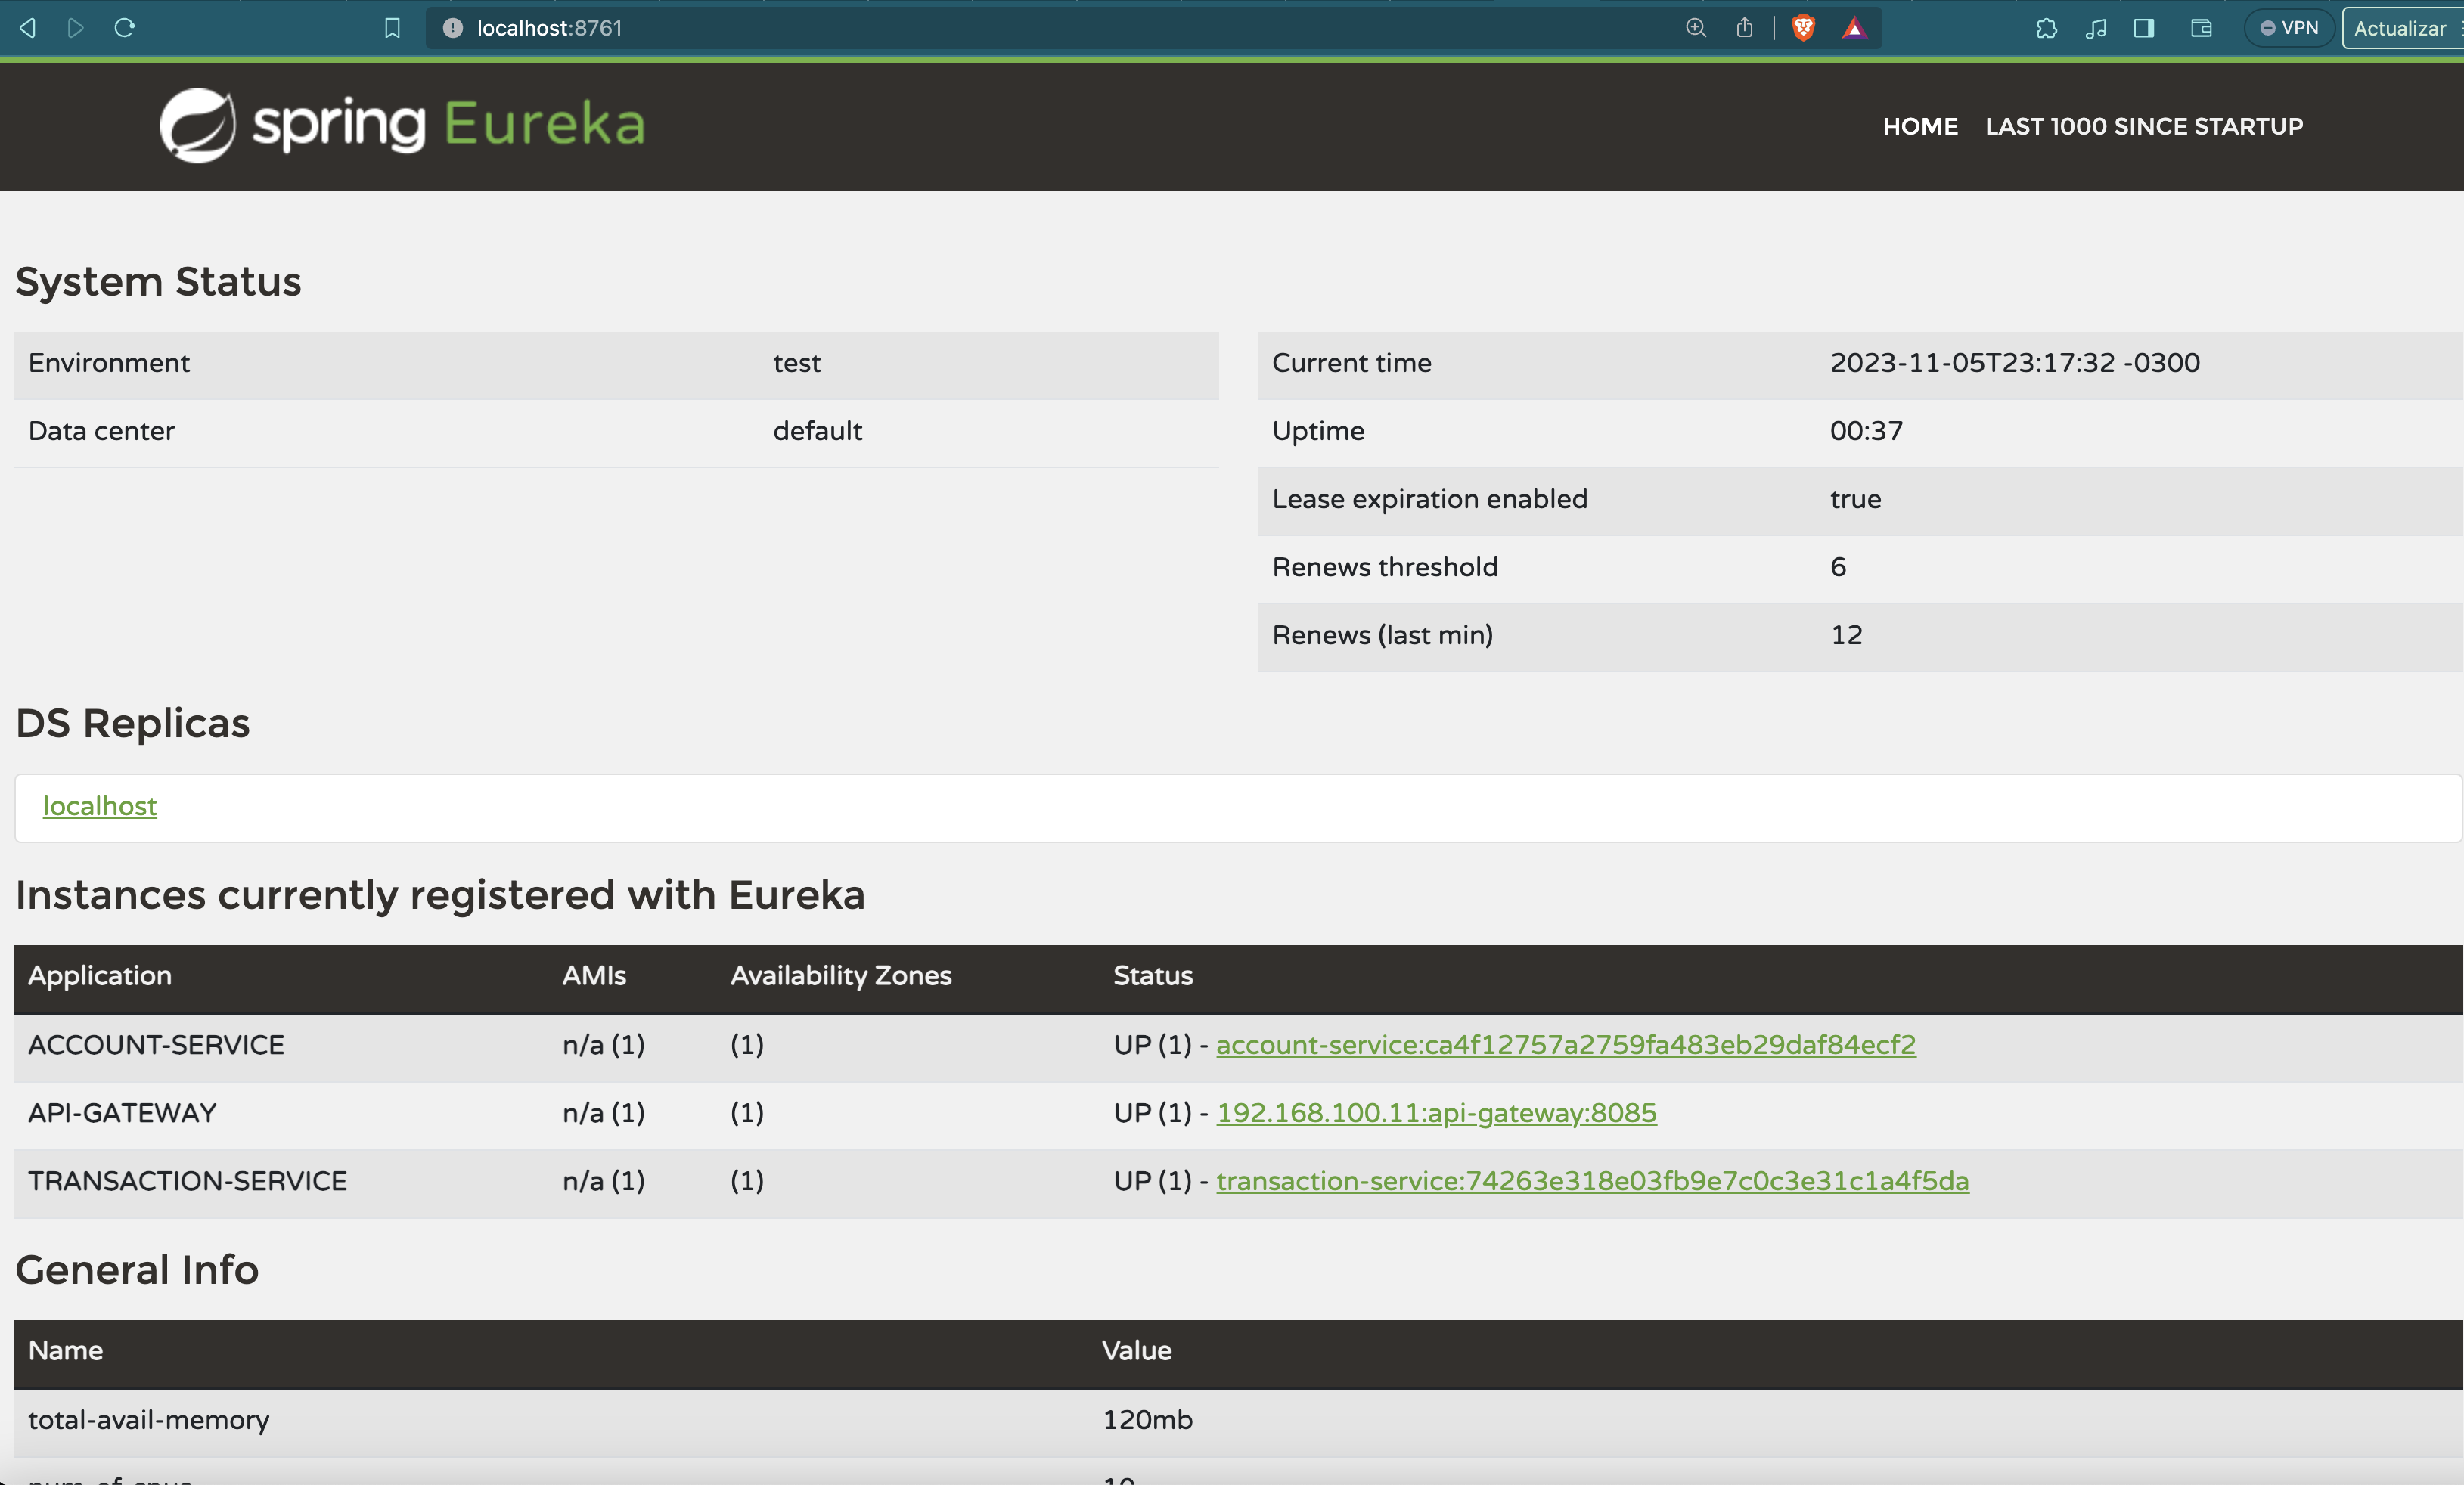 localhost:8761
VPN
Actualizar
spring Eureka
HOME LAST 1000 SINCE STARTUP
System Status
Environment test
Data center default
Current time 2023-11-05T23:17:32 -0300
Uptime 00:37
Lease expiration enabled true
Renews threshold 6
Renews (last min) 12
DS Replicas
localhost
Instances currently registered with Eureka
Application AMIs Availability Zones Status
ACCOUNT-SERVICE n/a (1) (1) UP (1) - account-service:ca4f12757a2759fa483eb29daf84ecf2
API-GATEWAY n/a (1) (1) UP (1) - 192.168.100.11:api-gateway:8085
TRANSACTION-SERVICE n/a (1) (1) UP (1) - transaction-service:74263e318e03fb9e7c0c3e31c1a4f5da
General Info
Name Value
total-avail-memory 120mb